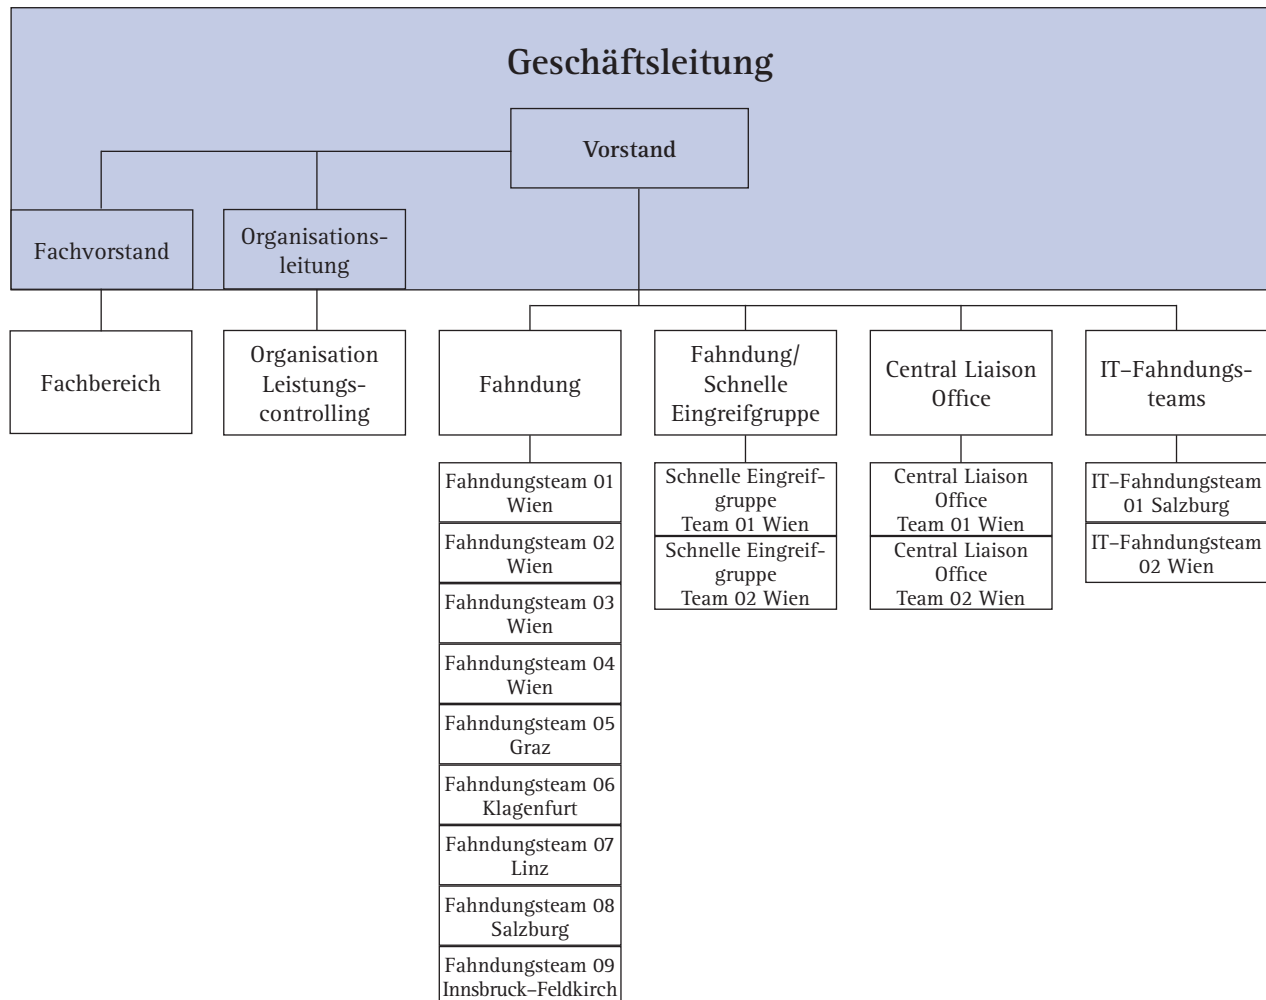 Geschäftsleitung
Vorstand
Fachvorstand
Organisations-
leitung
Fachbereich
Organisation
Leistungs-
controlling
Fahndung
Fahndung/
Schnelle
Eingreifgruppe
Central Liaison
Office
IT-Fahndungs-
teams
Fahndungsteam 01
Wien
Fahndungsteam 02
Wien
Fahndungsteam 03
Wien
Fahndungsteam 04
Wien
Fahndungsteam 05
Graz
Fahndungsteam 06
Klagenfurt
Fahndungsteam 07
Linz
Fahndungsteam 08
Salzburg
Fahndungsteam 09
Innsbruck-Feldkirch
Schnelle Eingreif-
gruppe
Team 01 Wien
Schnelle Eingreif-
gruppe
Team 02 Wien
Central Liaison
Office
Team 01 Wien
Central Liaison
Office
Team 02 Wien
IT-Fahndungsteam
01 Salzburg
IT-Fahndungsteam
02 Wien